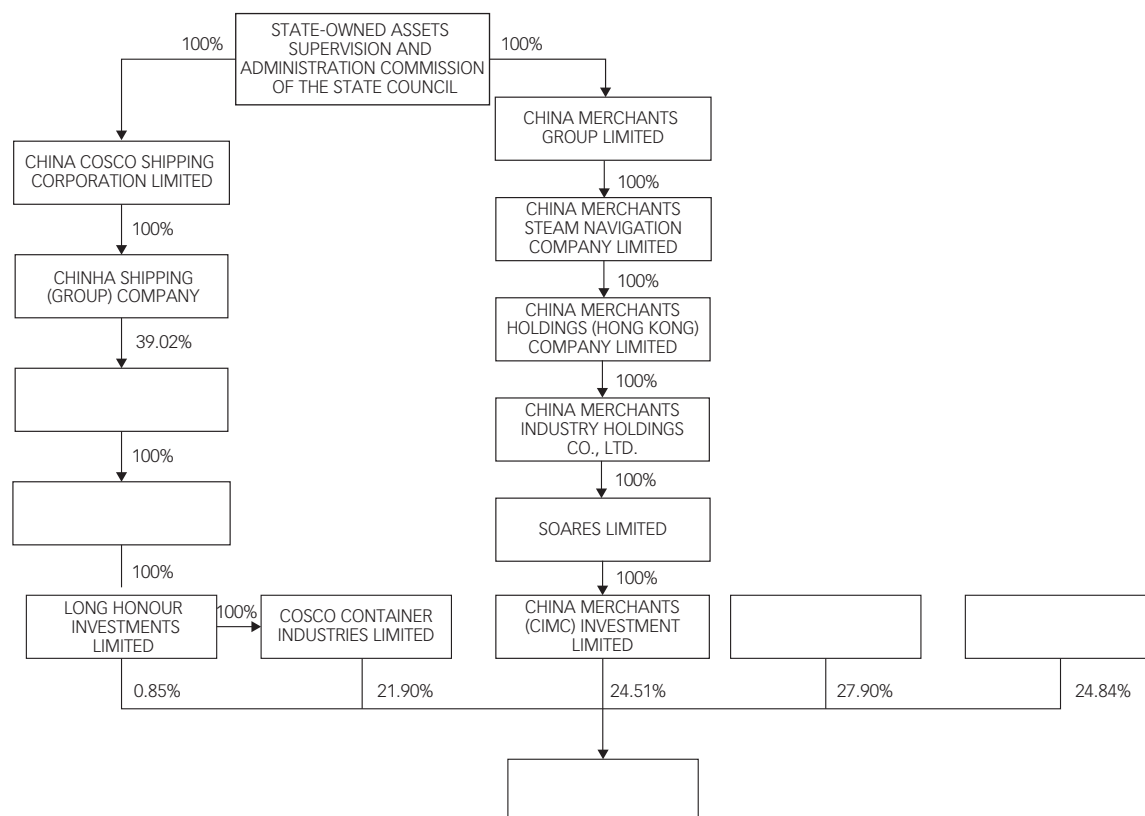 100%
STATE-OWNED ASSETS
SUPERVISION AND
ADMINISTRATION COMMISSION
OF THE STATE COUNCIL
100%
CHINA MERCHANTS
GROUP LIMITED
CHINA COSCO SHIPPING
CORPORATION LIMITED
100%
100%
CHINA MERCHANTS
STEAM NAVIGATION
COMPANY LIMITED
CHINHA SHIPPING
(GROUP) COMPANY
100%
39.02%
CHINA MERCHANTS
HOLDINGS (HONG KONG)
COMPANY LIMITED
100%
CHINA MERCHANTS
INDUSTRY HOLDINGS
CO., LTD.
100%
100%
SOARES LIMITED
100%
100%
LONG HONOUR
INVESTMENTS
LIMITED
100%
COSCO CONTAINER
INDUSTRIES LIMITED
CHINA MERCHANTS
(CIMC) INVESTMENT
LIMITED
0.85%
21.90%
24.51%
27.90%
24.84%